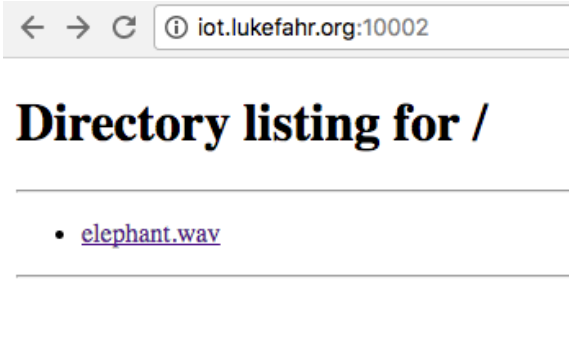 iot.lukefahr.org:10002
Directory listing for /
elephant.wav